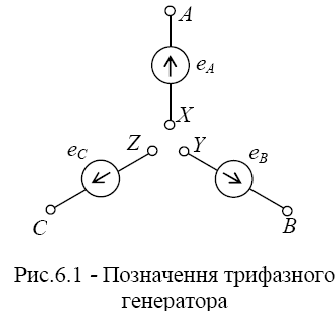 A
e_A
X
Z
Y
e_C
e_B
C
B
Рис.6.1 - Позначення трифазного
генератора